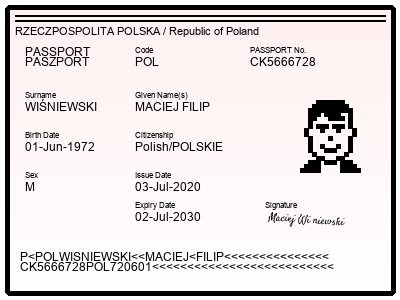 RZECZPOSPOLITA POLSKA / Republic of Poland
PASSPORT
PASZPORT
Code
POL
PASSPORT No.
CK5666728
Surname
WIŚNIEWSKI
Given Name(s)
MACIEJ FILIP
Birth Date
01-Jun-1972
Citizenship
Polish/POLSKIE
Sex
M
Issue Date
03-Jul-2020
Expiry Date
02-Jul-2030
Signature
Maciej Wi niewski
P<POLWISNIEWSKI<<MACIEJ<FILIP<<<<<<<<<<<<<<<
CK5666728POL720601<<<<<<<<<<<<<<<<<<<<<<<<<<